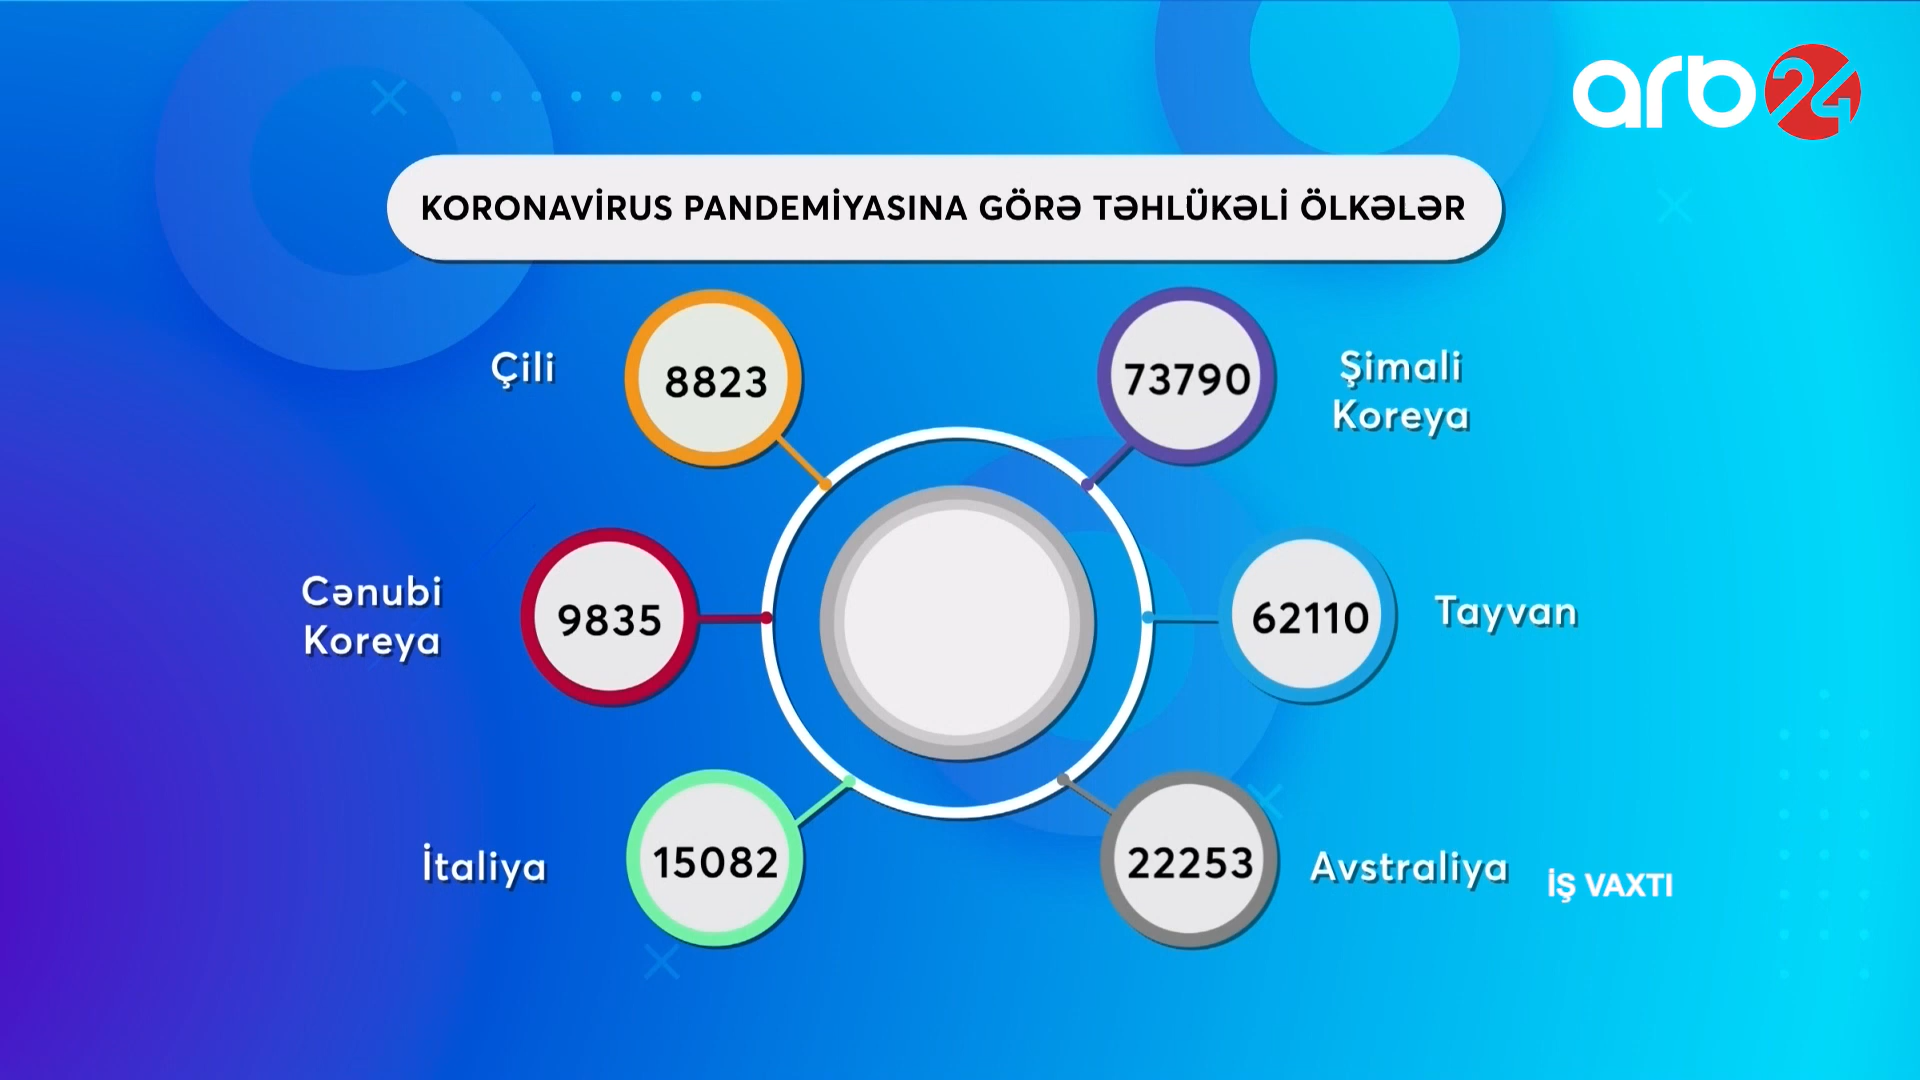 arb24
KORONAVİRUS PANDEMİYASINA GÖRƏ TƏHLÜKƏLİ ÖLKƏLƏR
Çili
8823
73790
Şimali
Koreya
Cənubi
Koreya
9835
62110
Tayvan
İtaliya
15082
22253
Avstraliya
İŞ VAXTI